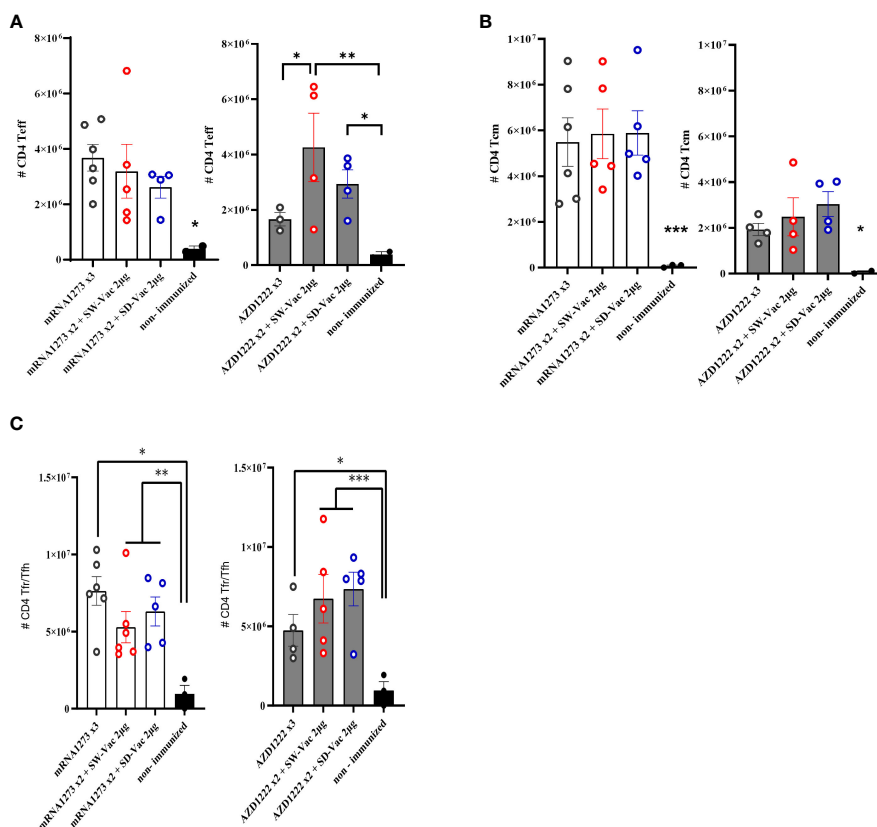 A
# CD4 Teff
8×10⁶
6×10⁶
4×10⁶
2×10⁶
0
*
mRNA1273 x3
mRNA1273 x2 + SW-Vac 2µg
mRNA1273 x2 + SD-Vac 2µg
non- immunized
# CD4 Teff
8×10⁶
6×10⁶
4×10⁶
2×10⁶
0
*
**
*
AZD1222 x3
AZD1222 x2 + SW-Vac 2µg
AZD1222 x2 + SD-Vac 2µg
non- immunized
B
# CD4 Tcm
1×10⁷
8×10⁶
6×10⁶
4×10⁶
2×10⁶
0
***
mRNA1273 x3
mRNA1273 x2 + SW-Vac 2µg
mRNA1273 x2 + SD-Vac 2µg
non- immunized
# CD4 Tcm
1×10⁷
8×10⁶
6×10⁶
4×10⁶
2×10⁶
0
*
AZD1222 x3
AZD1222 x2 + SW-Vac 2µg
AZD1222 x2 + SD-Vac 2µg
non- immunized
C
# CD4 Tfr/Tfh
1.5×10⁷
1×10⁷
5×10⁶
0
*
**
mRNA1273 x3
mRNA1273 x2 + SW-Vac 2µg
mRNA1273 x2 + SD-Vac 2µg
non- immunized
# CD4 Tfr/Tfh
1.5×10⁷
1×10⁷
5×10⁶
0
*
***
AZD1222 x3
AZD1222 x2 + SW-Vac 2µg
AZD1222 x2 + SD-Vac 2µg
non - immunized